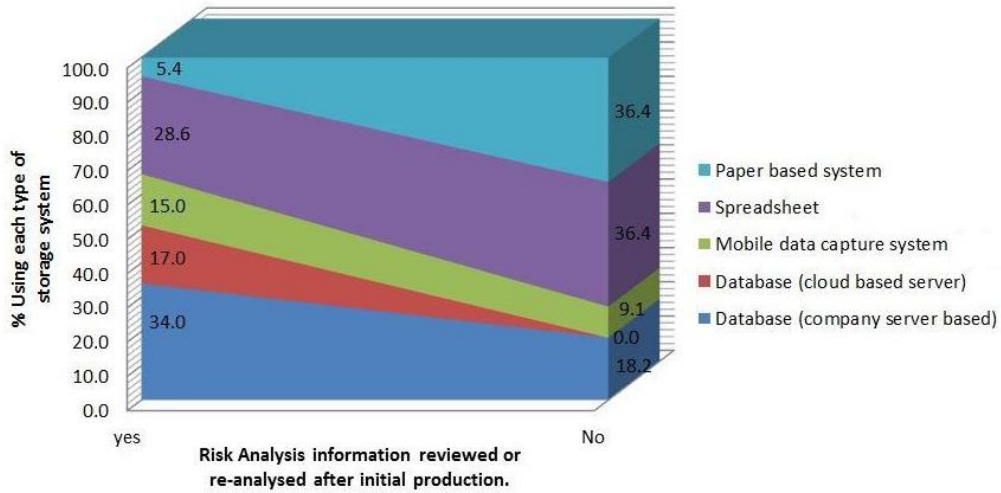 % Using each type of
storage system
100.0
90.0
80.0
70.0
60.0
50.0
40.0
30.0
20.0
10.0
0.0
5.4
28.6
15.0
17.0
34.0
36.4
36.4
9.1
0.0
18.2
yes
No
Risk Analysis information reviewed or
re-analysed after initial production.
Paper based system
Spreadsheet
Mobile data capture system
Database (cloud based server)
Database (company server based)